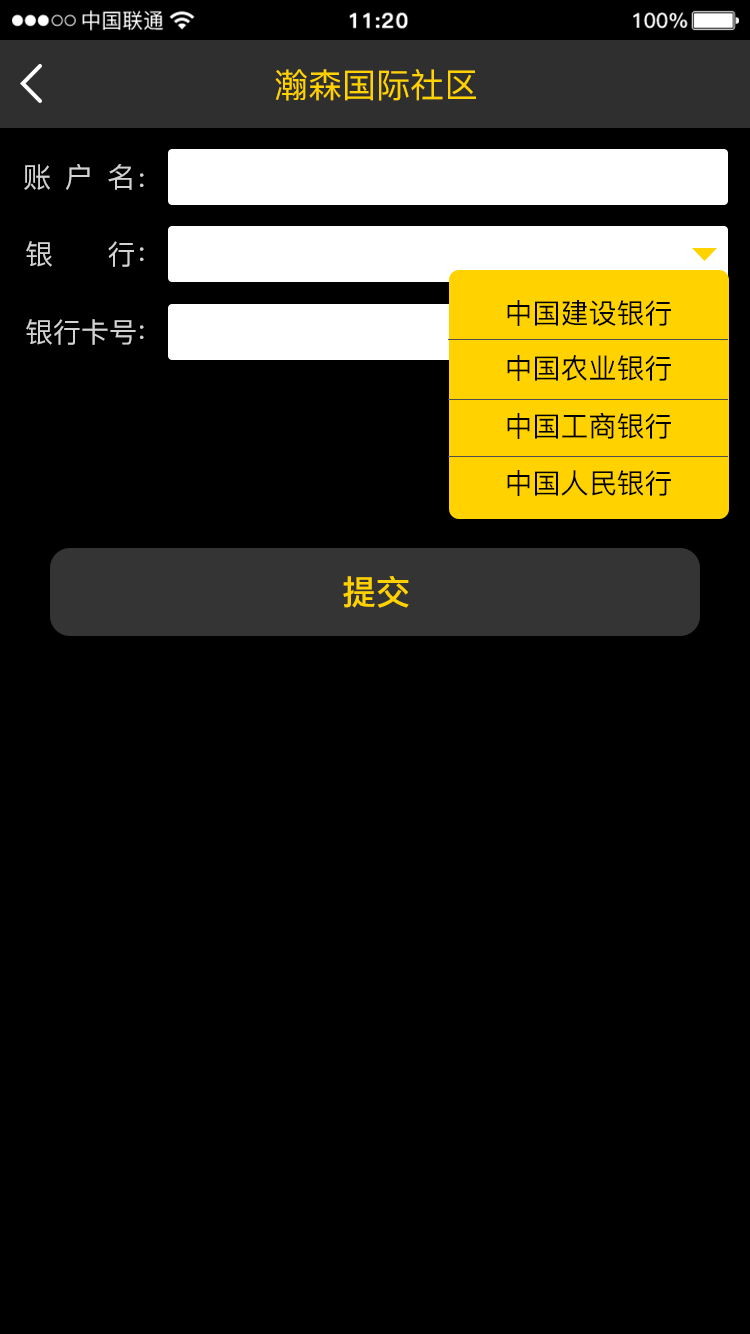 中国联通 11:20 100%
瀚森国际社区
账户名:
银行:
银行卡号:
中国建设银行
中国农业银行
中国工商银行
中国人民银行
提交